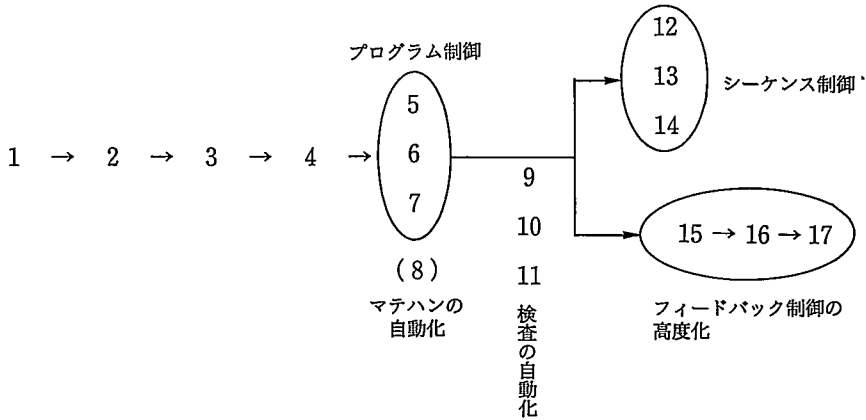 プログラム制御
1 → 2 → 3 → 4 →
5
6
7
(8)
マテハンの
自動化
9
10
11
検査の自動化
12
13
14
シーケンス制御
15 → 16 → 17
フィードバック制御の
高度化